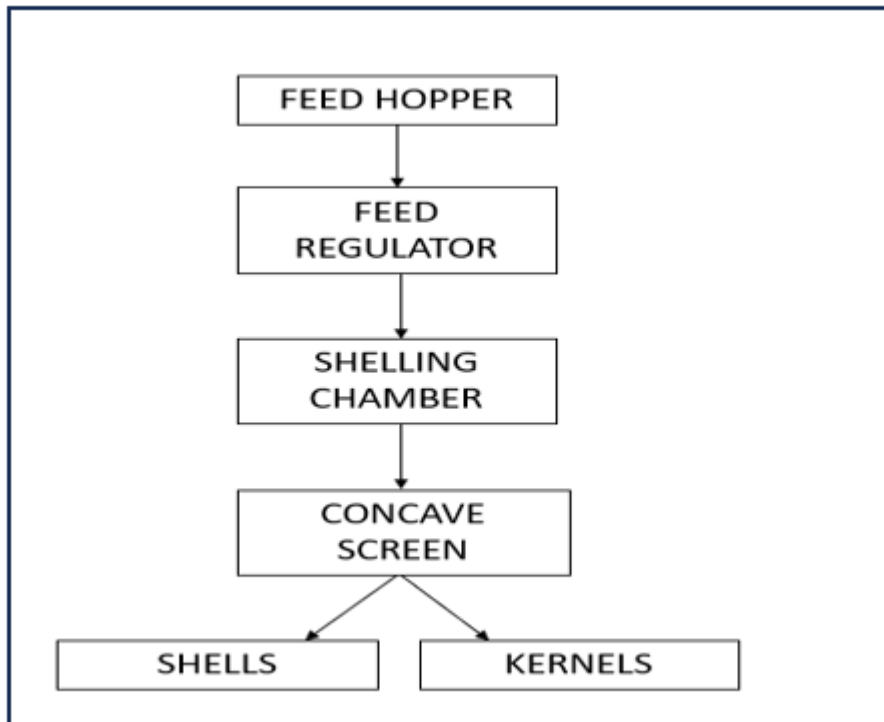 FEED HOPPER
FEED
REGULATOR
SHELLING
CHAMBER
CONCAVE
SCREEN
SHELLS
KERNELS